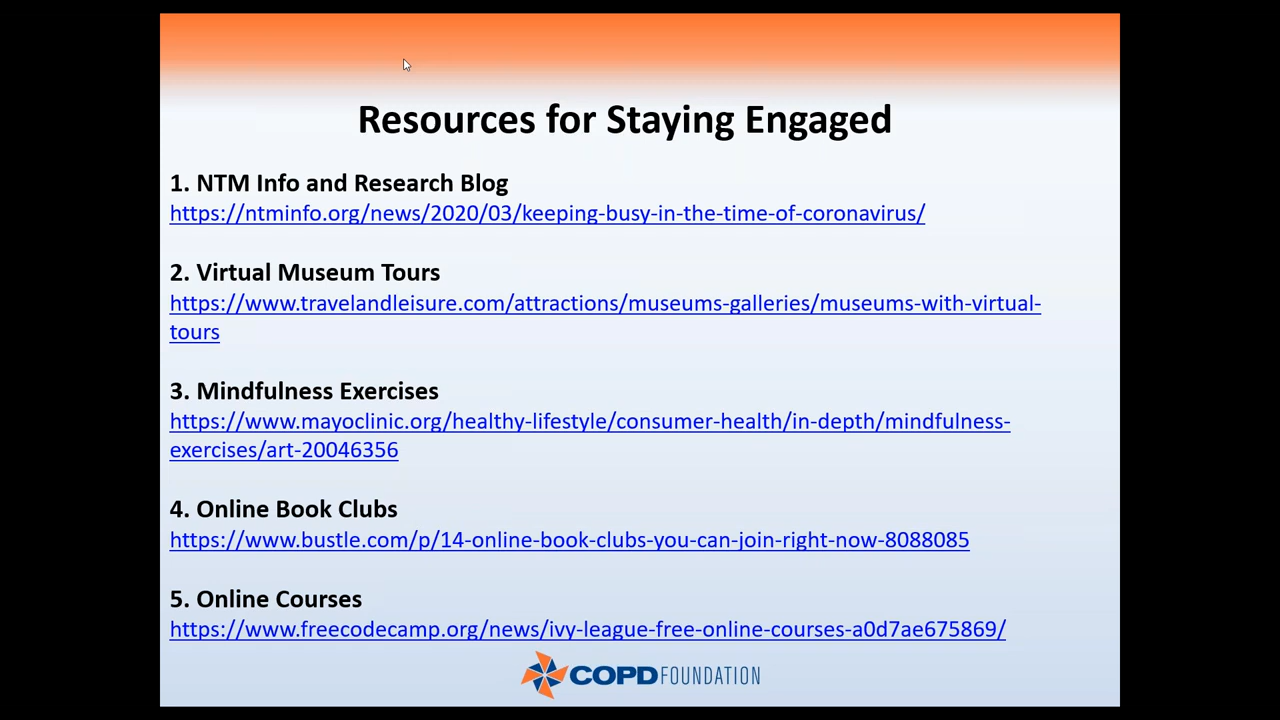 Resources for Staying Engaged
1. NTM Info and Research Blog
https://ntminfo.org/news/2020/03/keeping-busy-in-the-time-of-coronavirus/
2. Virtual Museum Tours
https://www.travelandleisure.com/attractions/museums-galleries/museums-with-virtual-
tours
3. Mindfulness Exercises
https://www.mayoclinic.org/healthy-lifestyle/consumer-health/in-depth/mindfulness-
exercises/art-20046356
4. Online Book Clubs
https://www.bustle.com/p/14-online-book-clubs-you-can-join-right-now-8088085
5. Online Courses
https://www.freecodecamp.org/news/ivy-league-free-online-courses-a0d7ae675869/
COPD FOUNDATION